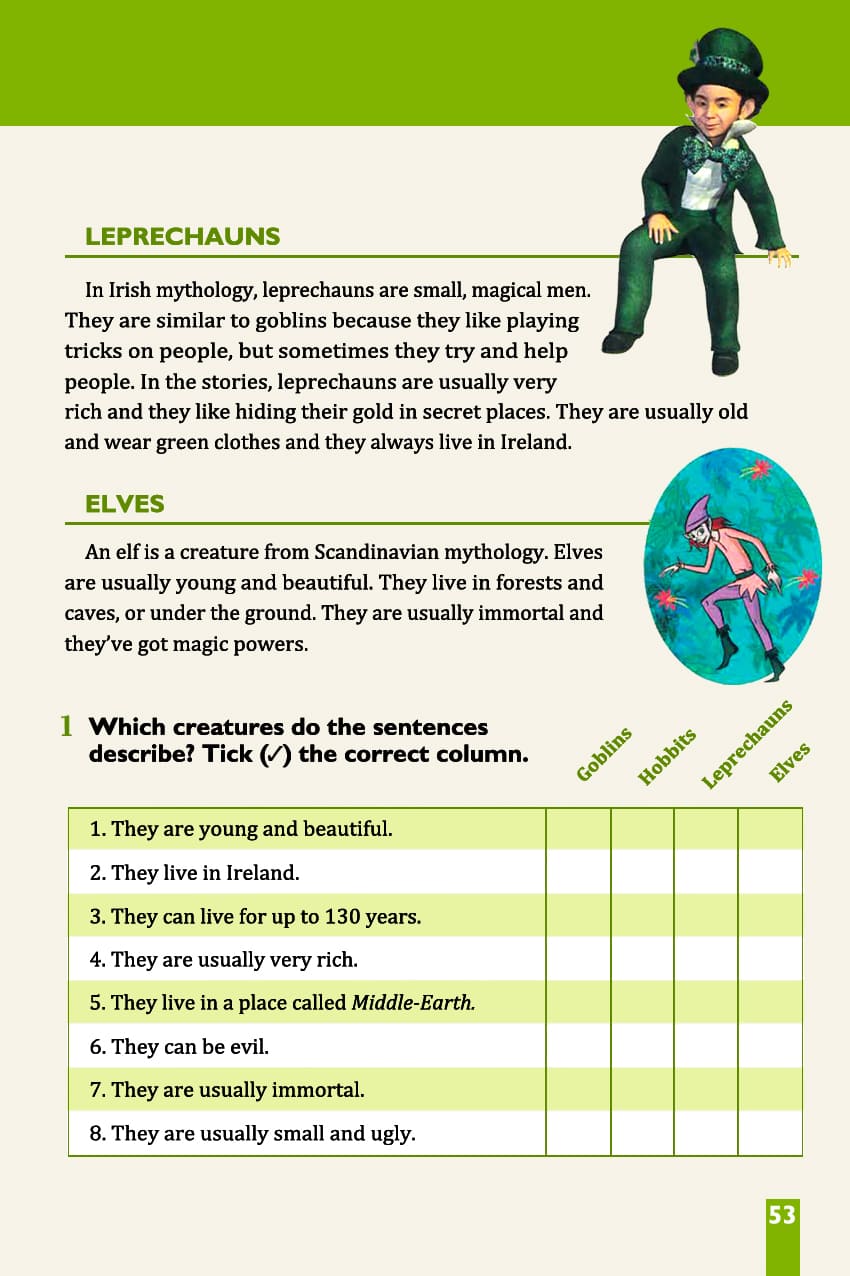 LEPRECHAUNS
In Irish mythology, leprechauns are small, magical men.
They are similar to goblins because they like playing
tricks on people, but sometimes they try and help
people. In the stories, leprechauns are usually very
rich and they like hiding their gold in secret places. They are usually old
and wear green clothes and they always live in Ireland.
ELVES
An elf is a creature from Scandinavian mythology. Elves
are usually young and beautiful. They live in forests and
caves, or under the ground. They are usually immortal and
they've got magic powers.
1 Which creatures do the sentences
describe? Tick (✓) the correct column.
Goblins
Hobbits
Leprechauns
Elves
1. They are young and beautiful.
2. They live in Ireland.
3. They can live for up to 130 years.
4. They are usually very rich.
5. They live in a place called Middle-Earth.
6. They can be evil.
7. They are usually immortal.
8. They are usually small and ugly.
53